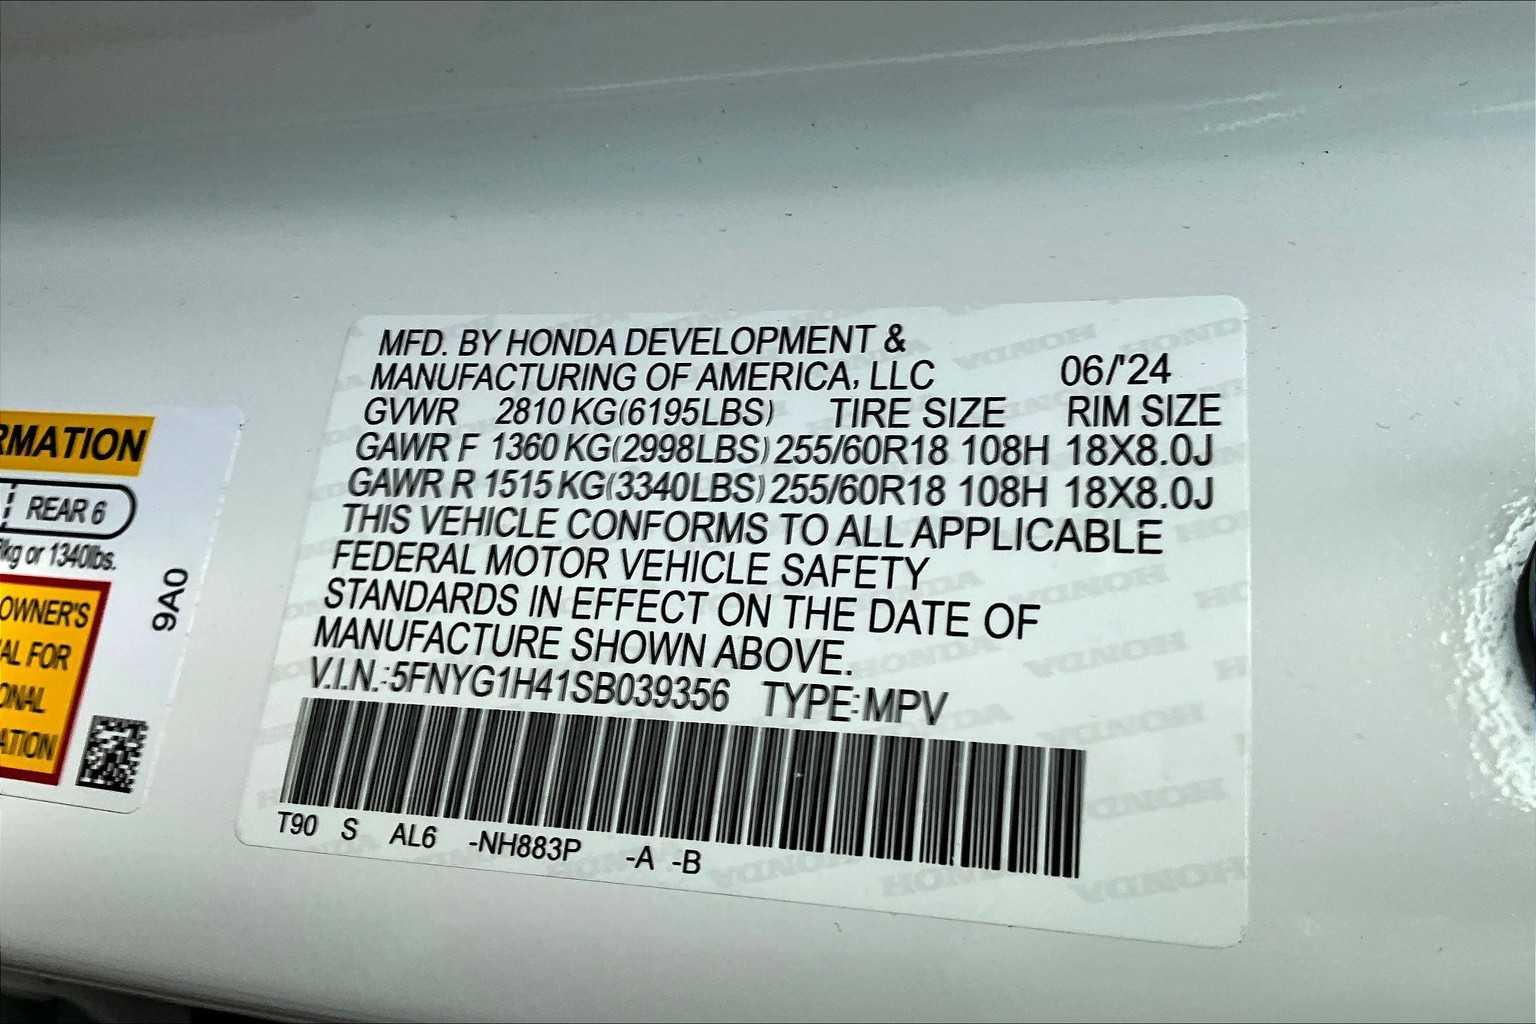 RMATION
REAR 6
kg or 1340lbs.
OWNER'S
AL FOR
ONAL
ATION
9A0
MFD. BY HONDA DEVELOPMENT &
MANUFACTURING OF AMERICA, LLC 06/'24
GVWR 2810 KG(6195LBS) TIRE SIZE RIM SIZE
GAWR F 1360 KG(2998LBS) 255/60R18 108H 18X8.0J
GAWR R 1515 KG(3340LBS) 255/60R18 108H 18X8.0J
THIS VEHICLE CONFORMS TO ALL APPLICABLE
FEDERAL MOTOR VEHICLE SAFETY
STANDARDS IN EFFECT ON THE DATE OF
MANUFACTURE SHOWN ABOVE.
V.I.N.:5FNYG1H41SB039356 TYPE:MPV
T90 S AL6 -NH883P -A -B